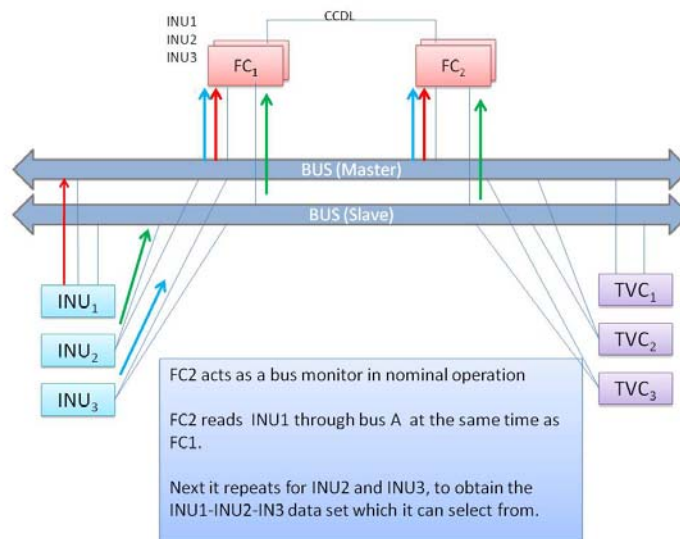 INU1
INU2
INU3
CCDL
FC1
FC2
BUS (Master)
BUS (Slave)
INU1
INU2
INU3
TVC1
TVC2
TVC3
FC2 acts as a bus monitor in nominal operation
FC2 reads INU1 through bus A at the same time as
FC1.
Next it repeats for INU2 and INU3, to obtain the
INU1-INU2-IN3 data set which it can select from.